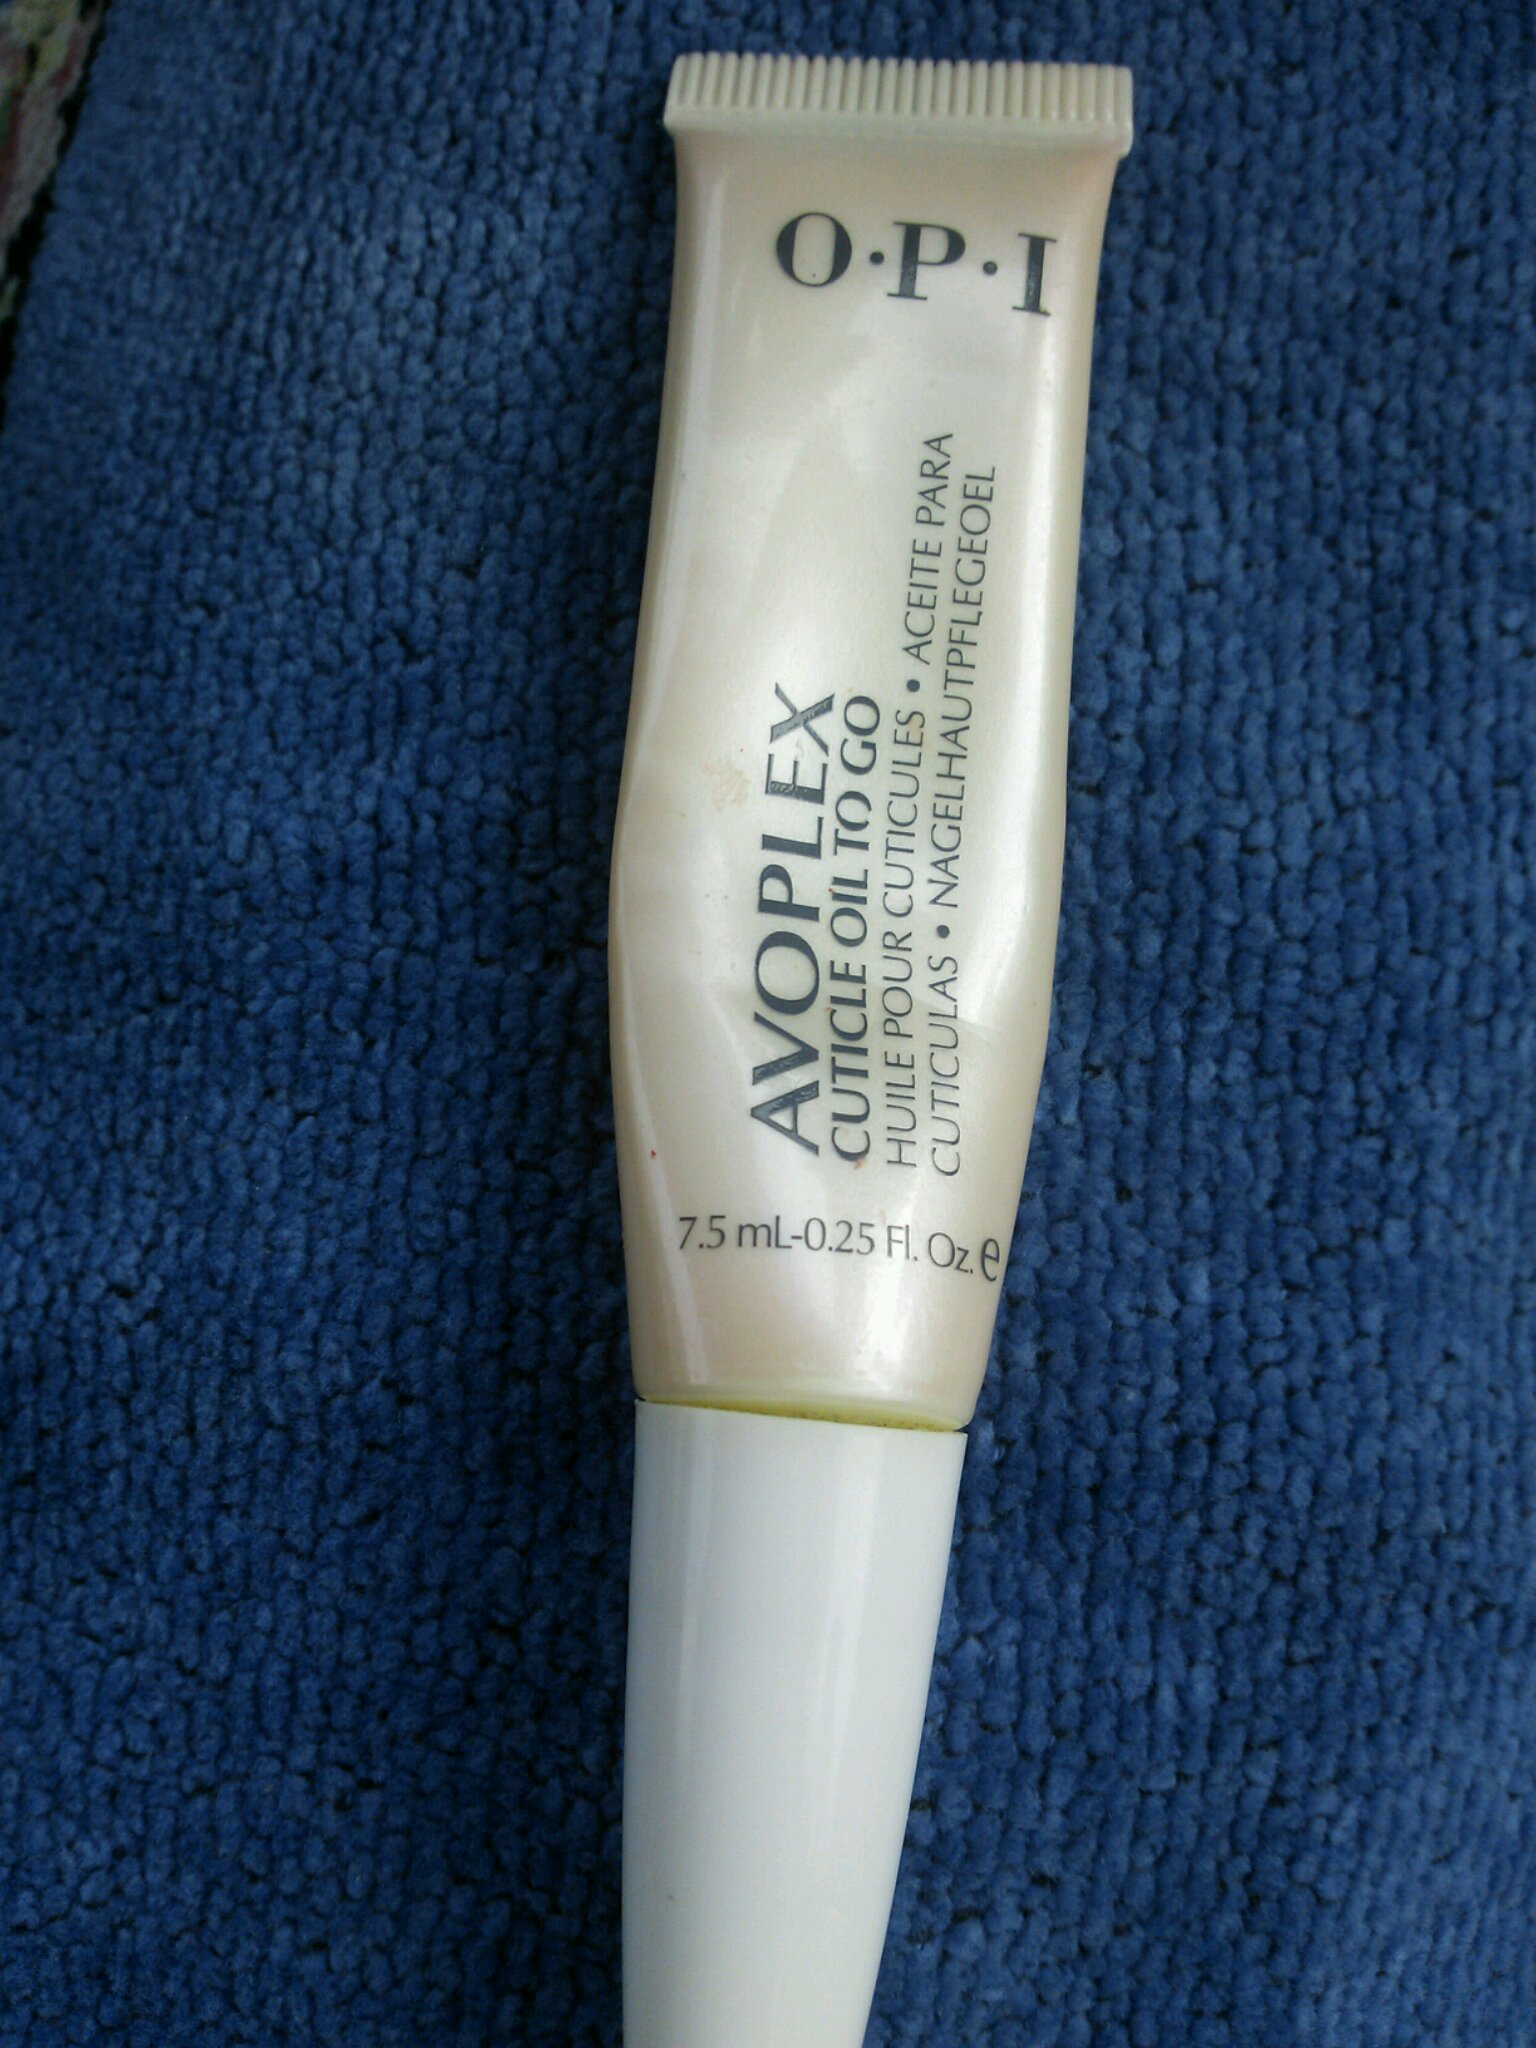 O·P·I
AVOPLEX
CUTICLE OIL TO GO
HUILE POUR CUTICULES • ACEITE PARA
CUTICULAS • NAGELHAUTPFLEGEOEL
7.5 mL-0.25 Fl. Oz. e